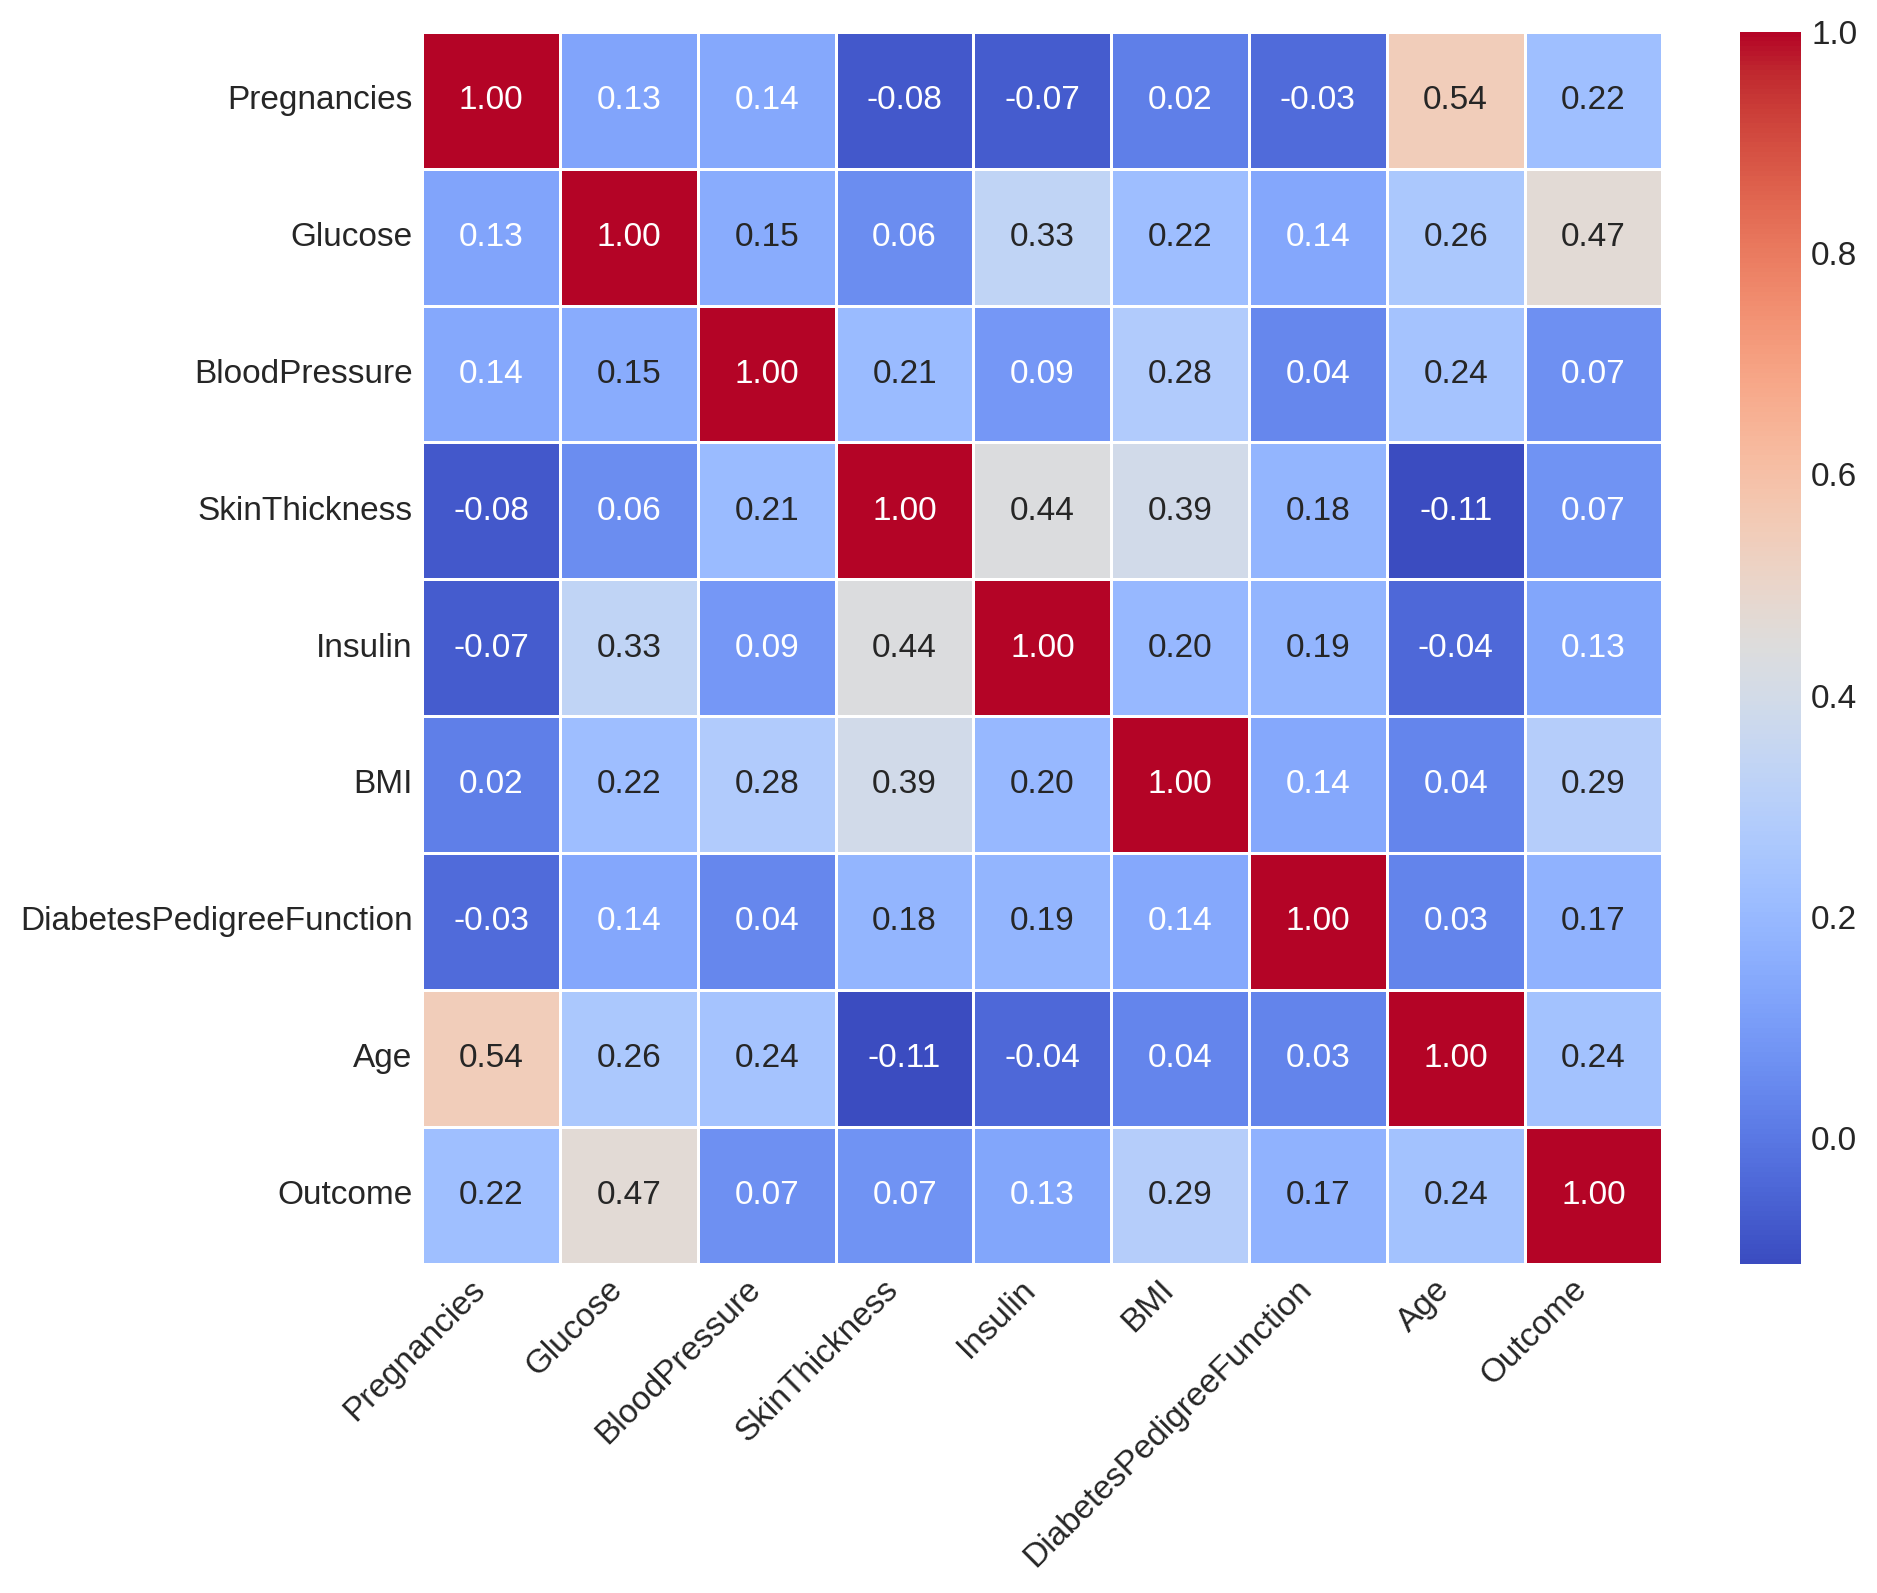 Pregnancies 1.00 0.13 0.14 -0.08 -0.07 0.02 -0.03 0.54 0.22
Glucose 0.13 1.00 0.15 0.06 0.33 0.22 0.14 0.26 0.47
BloodPressure 0.14 0.15 1.00 0.21 0.09 0.28 0.04 0.24 0.07
SkinThickness -0.08 0.06 0.21 1.00 0.44 0.39 0.18 -0.11 0.07
Insulin -0.07 0.33 0.09 0.44 1.00 0.20 0.19 -0.04 0.13
BMI 0.02 0.22 0.28 0.39 0.20 1.00 0.14 0.04 0.29
DiabetesPedigreeFunction -0.03 0.14 0.04 0.18 0.19 0.14 1.00 0.03 0.17
Age 0.54 0.26 0.24 -0.11 -0.04 0.04 0.03 1.00 0.24
Outcome 0.22 0.47 0.07 0.07 0.13 0.29 0.17 0.24 1.00
Pregnancies
Glucose
BloodPressure
SkinThickness
Insulin
BMI
DiabetesPedigreeFunction
Age
Outcome
1.0
0.8
0.6
0.4
0.2
0.0